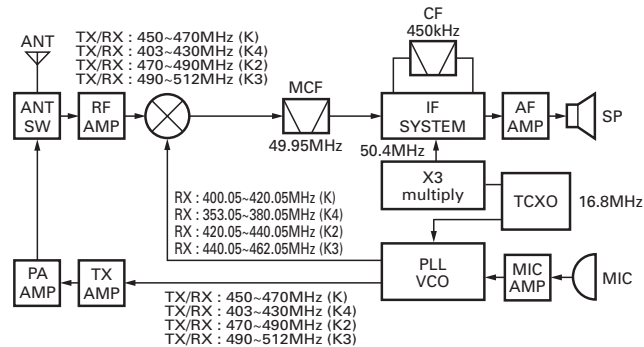 ANT
TX/RX : 450~470MHz (K)
TX/RX : 403~430MHz (K4)
TX/RX : 470~490MHz (K2)
TX/RX : 490~512MHz (K3)
CF
450kHz
MCF
ANT
SW
RF
AMP
49.95MHz
IF
SYSTEM
AF
AMP
SP
50.4MHz
X3
multiply
TCXO
16.8MHz
RX : 400.05~420.05MHz (K)
RX : 353.05~380.05MHz (K4)
RX : 420.05~440.05MHz (K2)
RX : 440.05~462.05MHz (K3)
PA
AMP
TX
AMP
PLL
VCO
MIC
AMP
MIC
TX/RX : 450~470MHz (K)
TX/RX : 403~430MHz (K4)
TX/RX : 470~490MHz (K2)
TX/RX : 490~512MHz (K3)